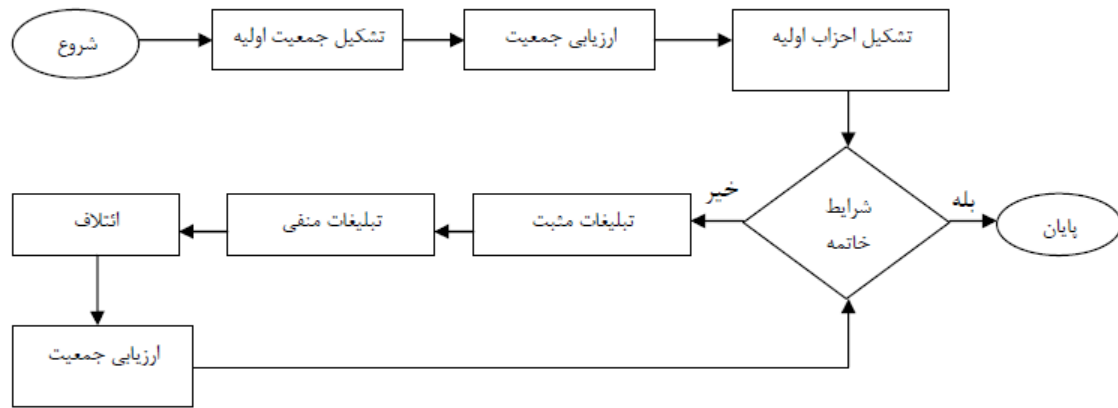 شروع
تشکیل جمعیت اولیه
ارزیابی جمعیت
تشکیل احزاب اولیه
شرایط
خاتمه
بله
پایان
خیر
تبلیغات مثبت
تبلیغات منفی
ائتلاف
ارزیابی جمعیت